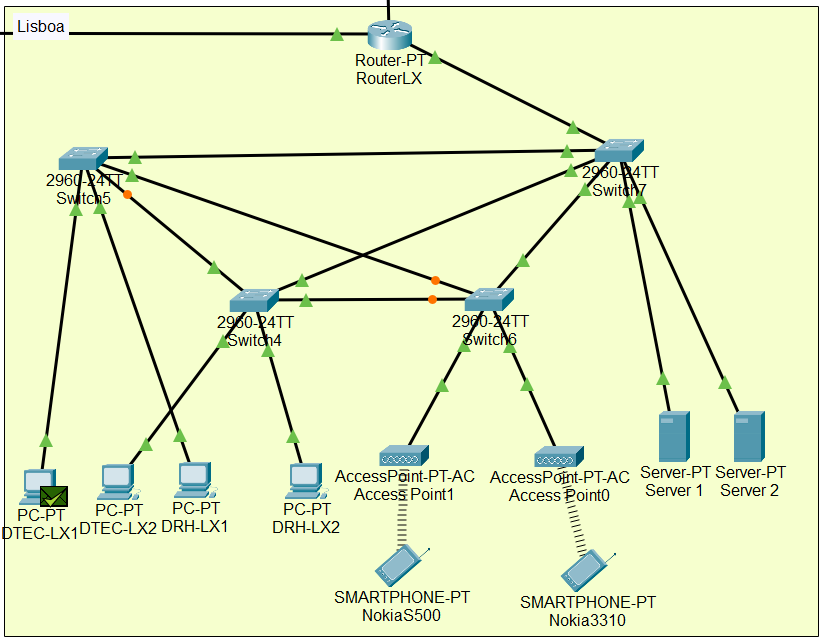 Lisboa
Router-PT
RouterLX
2960-24TT
Switch5
2960-24TT
Switch7
2960-24TT
Switch4
2960-24TT
Switch6
PC-PT
DTEC-LX1
PC-PT
DTEC-LX2
PC-PT
DRH-LX1
PC-PT
DRH-LX2
AccessPoint-PT-AC
Access Point1
AccessPoint-PT-AC
Access Point0
Server-PT
Server 1
Server-PT
Server 2
SMARTPHONE-PT
NokiaS500
SMARTPHONE-PT
Nokia3310